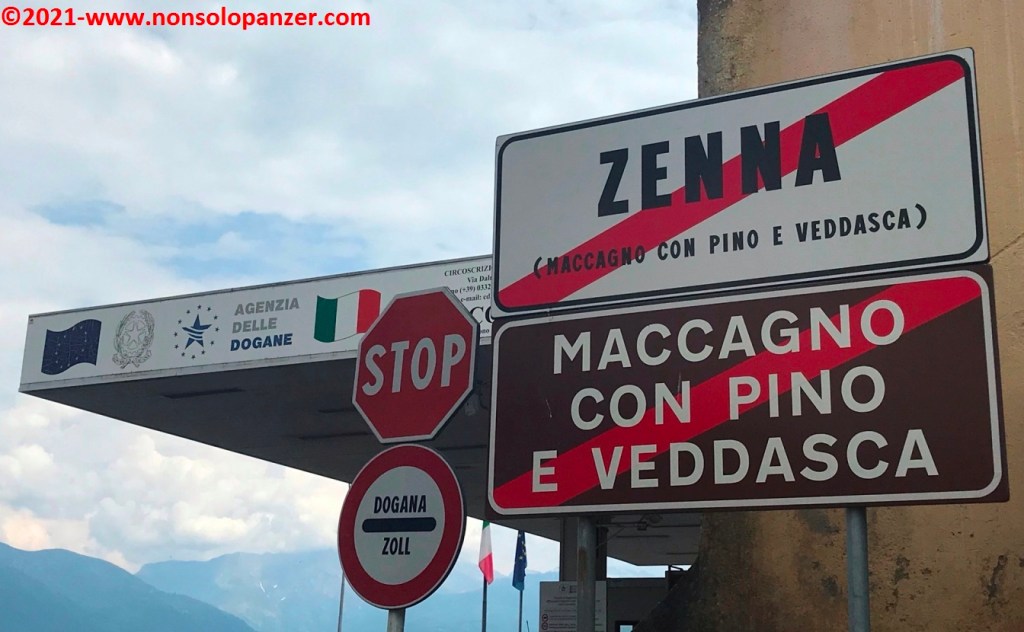 ©2021-www.nonsolopanzer.com
ZENNA
(MACCAGNO CON PINO E VEDDASCA)
MACCAGNO
CON PINO
E VEDDASCA
AGENZIA
DELLE
DOGANE
CIRCOSCRIZ
STOP
DOGANA
ZOLL